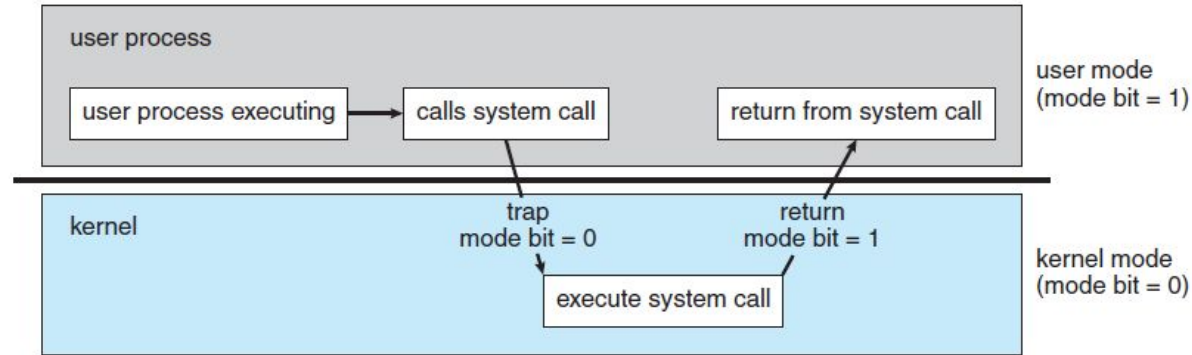 user process
user process executing
calls system call
return from system call
user mode
(mode bit = 1)
kernel
trap
mode bit = 0
return
mode bit = 1
execute system call
kernel mode
(mode bit = 0)